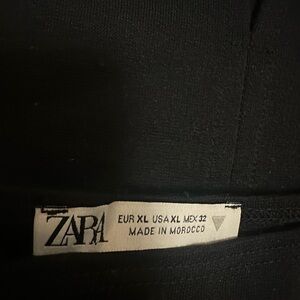 ZARA
EUR XL USA XL MEX 32
MADE IN MOROCCO